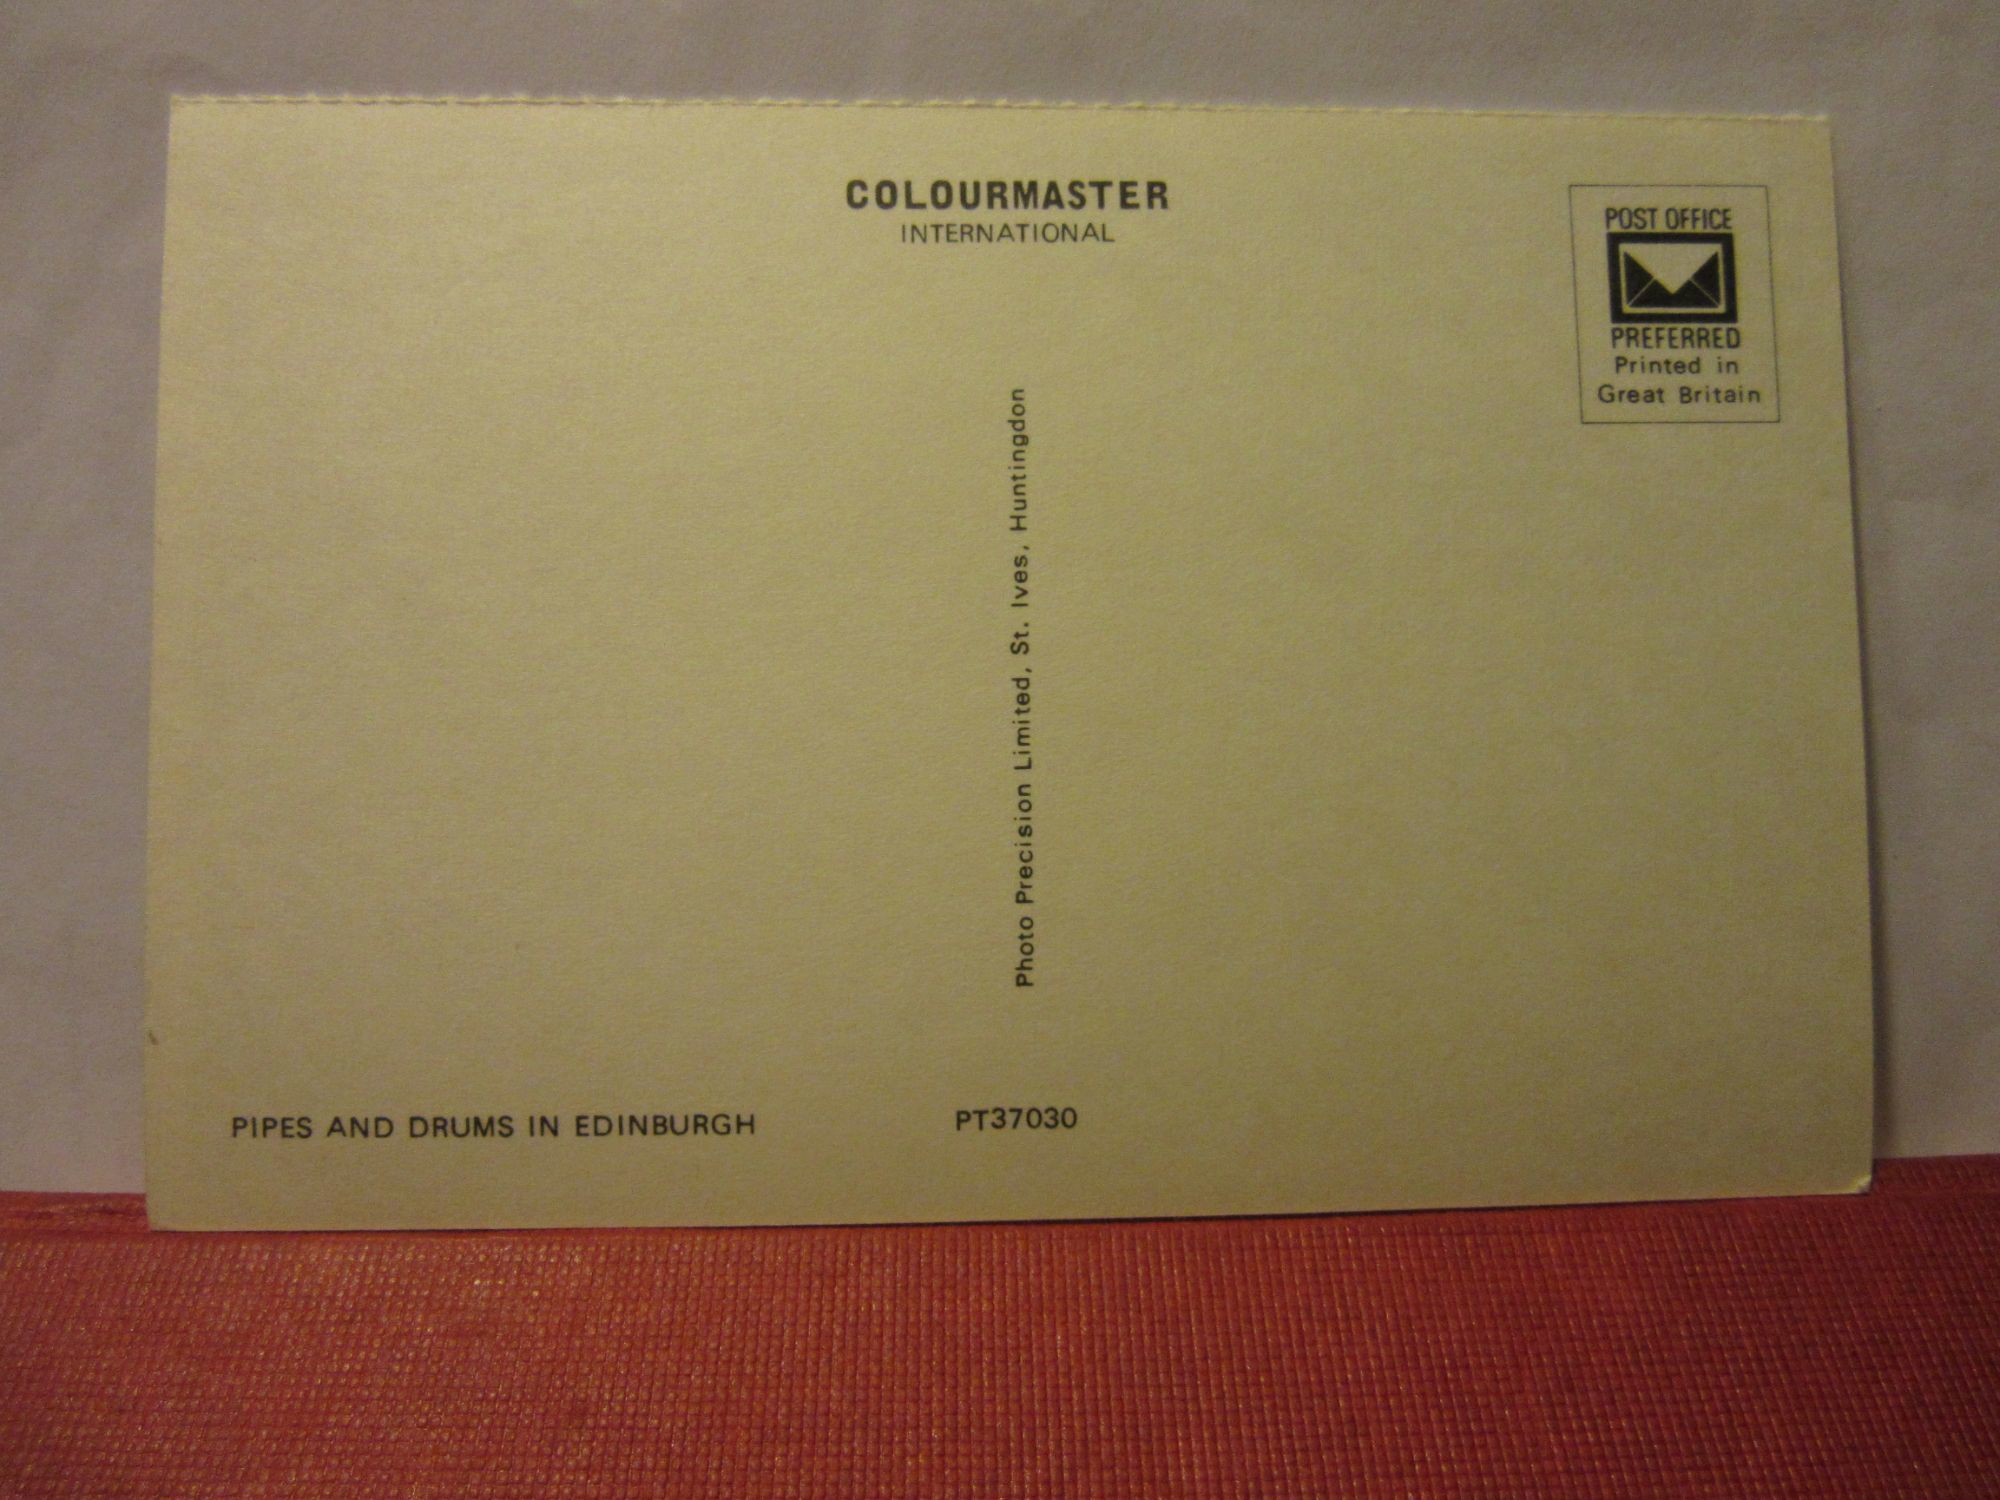 COLOURMASTER
INTERNATIONAL
POST OFFICE
PREFERRED
Printed in
Great Britain
Photo Precision Limited, St. Ives, Huntingdon
PIPES AND DRUMS IN EDINBURGH
PT37030